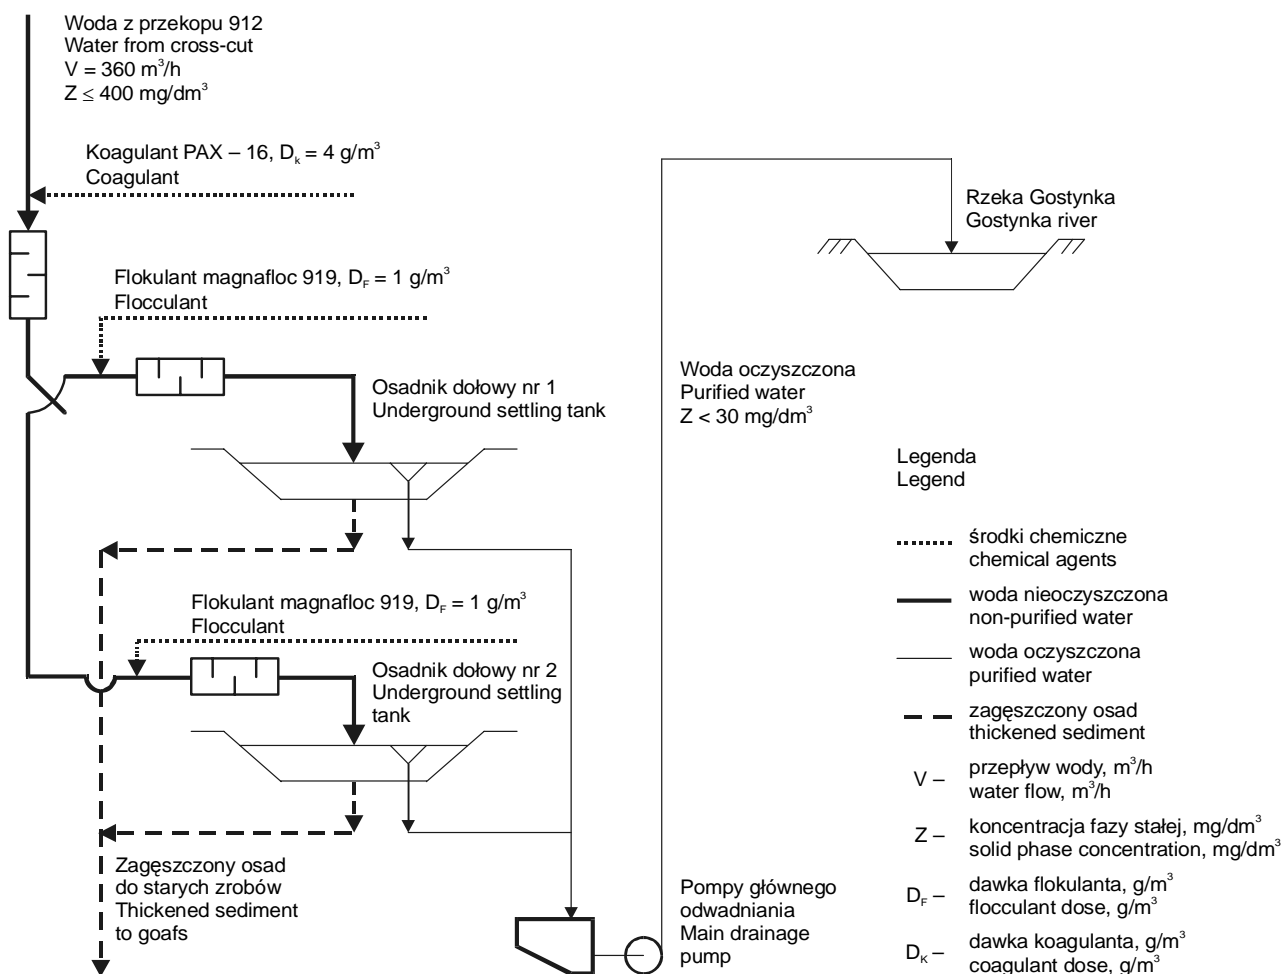 Woda z przekopu 912
Water from cross-cut
V = 360 m³/h
Z ≤ 400 mg/dm³
Koagulant PAX – 16, Dₖ = 4 g/m³
Coagulant
Flokulant magnafloc 919, D_F = 1 g/m³
Flocculant
Osadnik dołowy nr 1
Underground settling tank
Flokulant magnafloc 919, D_F = 1 g/m³
Flocculant
Osadnik dołowy nr 2
Underground settling
tank
Zagęszczony osad
do starych zrobów
Thickened sediment
to goafs
Rzeka Gostynka
Gostynka river
Woda oczyszczona
Purified water
Z < 30 mg/dm³
Pompy głównego
odwadniania
Main drainage
pump
Legenda
Legend
środki chemiczne
chemical agents
woda nieoczyszczona
non-purified water
woda oczyszczona
purified water
zagęszczony osad
thickened sediment
V – przepływ wody, m³/h
water flow, m³/h
Z – koncentracja fazy stałej, mg/dm³
solid phase concentration, mg/dm³
D_F – dawka flokulanta, g/m³
flocculant dose, g/m³
D_K – dawka koagulanta, g/m³
coagulant dose, g/m³